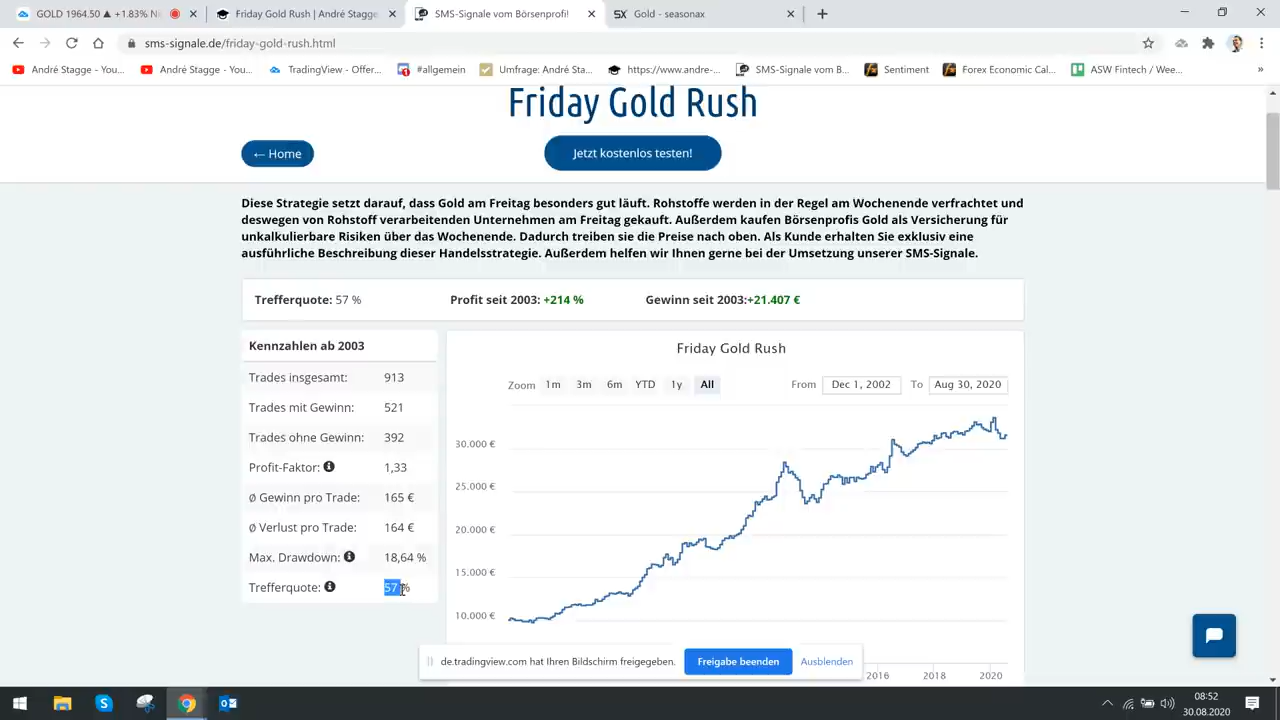 GOLD 1964.50 ▲ +1.83% N
Friday Gold Rush | André Stagge
SMS-Signale vom Börsenprofi!
Gold - seasonax
sms-signale.de/friday-gold-rush.html
André Stagge - You...
André Stagge - You...
TradingView - Offer...
#allgemein
Umfrage: André Sta...
https://www.andre-...
SMS-Signale vom B...
Sentiment
Forex Economic Cal...
ASW Fintech / Wee...
»
Friday Gold Rush
← Home
Jetzt kostenlos testen!
Diese Strategie setzt darauf, dass Gold am Freitag besonders gut läuft. Rohstoffe werden in der Regel am Wochenende verfrachtet und
deswegen von Rohstoff verarbeitenden Unternehmen am Freitag gekauft. Außerdem kaufen Börsenprofis Gold als Versicherung für
unkalkulierbare Risiken über das Wochenende. Dadurch treiben sie die Preise nach oben. Als Kunde erhalten Sie exklusiv eine
ausführliche Beschreibung dieser Handelsstrategie. Außerdem helfen wir Ihnen gerne bei der Umsetzung unserer SMS-Signale.
Trefferquote: 57 % Profit seit 2003: +214 % Gewinn seit 2003:+21.407 €
Kennzahlen ab 2003
Trades insgesamt: 913
Trades mit Gewinn: 521
Trades ohne Gewinn: 392
Profit-Faktor: 1,33
Ø Gewinn pro Trade: 165 €
Ø Verlust pro Trade: 164 €
Max. Drawdown: 18,64 %
Trefferquote: 57 %
Friday Gold Rush
Zoom 1m 3m 6m YTD 1y All From Dec 1, 2002 To Aug 30, 2020
30.000 €
25.000 €
20.000 €
15.000 €
10.000 €
2016 2018 2020
de.tradingview.com hat Ihren Bildschirm freigegeben. Freigabe beenden Ausblenden
08:52
30.08.2020